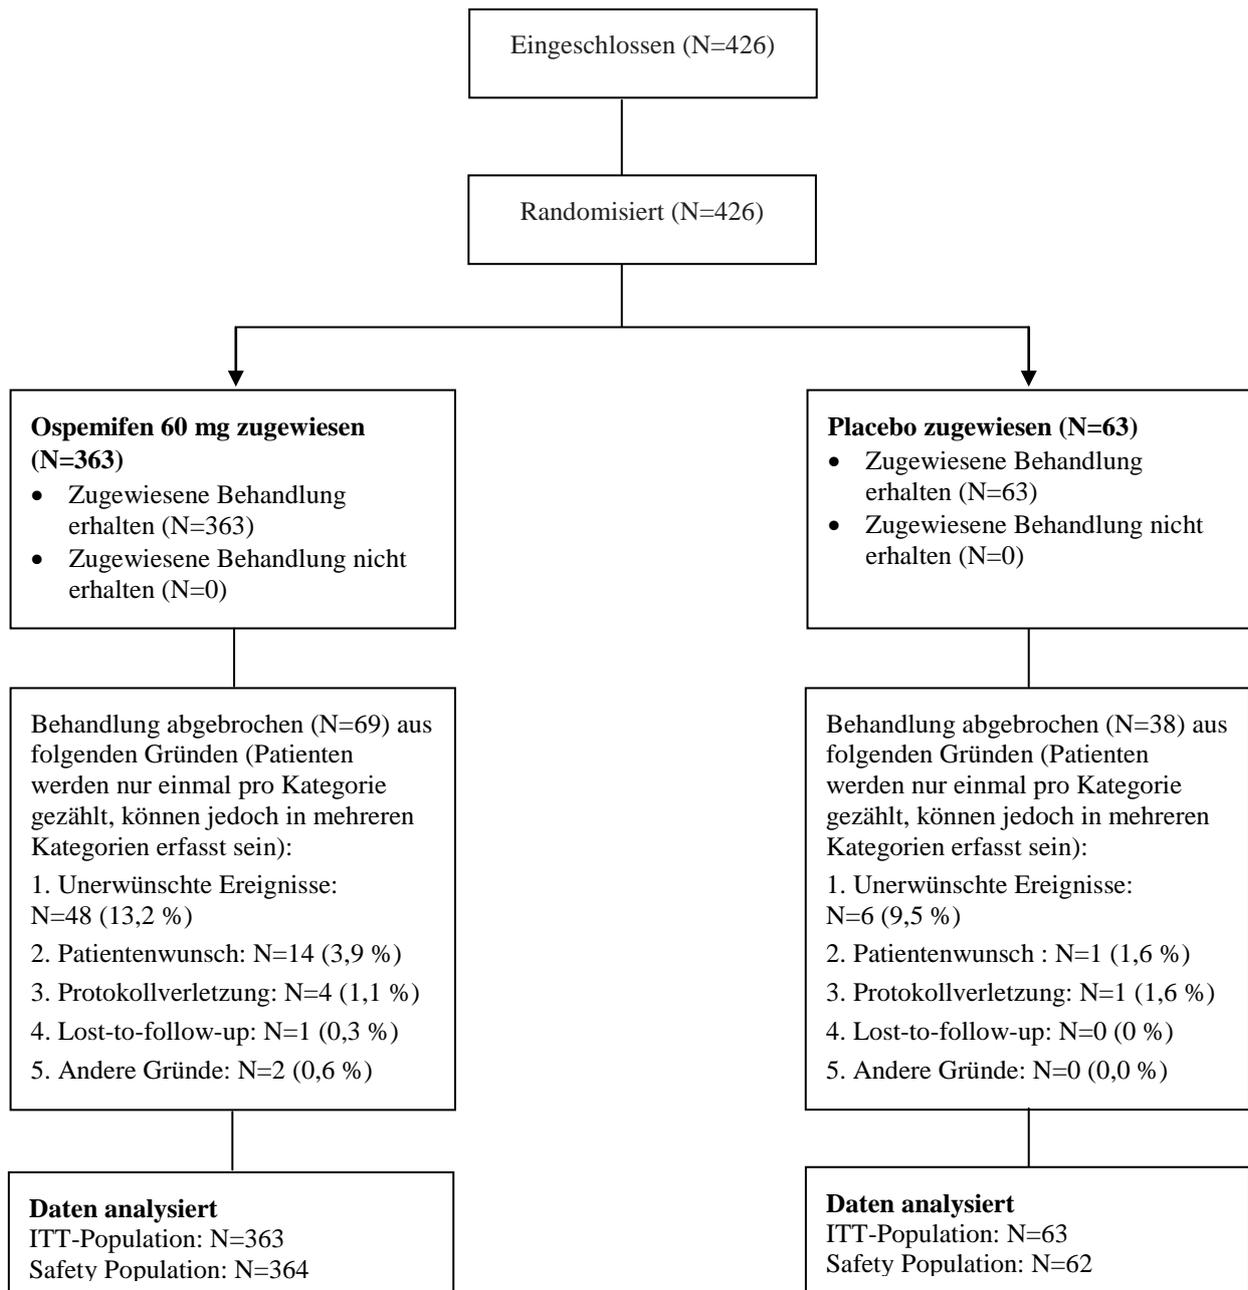 Eingeschlossen (N=426)
Randomisiert (N=426)
Ospemifen 60 mg zugewiesen
(N=363)
• Zugewiesene Behandlung
erhalten (N=363)
• Zugewiesene Behandlung nicht
erhalten (N=0)
Placebo zugewiesen (N=63)
• Zugewiesene Behandlung
erhalten (N=63)
• Zugewiesene Behandlung nicht
erhalten (N=0)
Behandlung abgebrochen (N=69) aus
folgenden Gründen (Patienten
werden nur einmal pro Kategorie
gezählt, können jedoch in mehreren
Kategorien erfasst sein):
1. Unerwünschte Ereignisse:
N=48 (13,2 %)
2. Patientenwunsch: N=14 (3,9 %)
3. Protokollverletzung: N=4 (1,1 %)
4. Lost-to-follow-up: N=1 (0,3 %)
5. Andere Gründe: N=2 (0,6 %)
Behandlung abgebrochen (N=38) aus
folgenden Gründen (Patienten
werden nur einmal pro Kategorie
gezählt, können jedoch in mehreren
Kategorien erfasst sein):
1. Unerwünschte Ereignisse:
N=6 (9,5 %)
2. Patientenwunsch : N=1 (1,6 %)
3. Protokollverletzung: N=1 (1,6 %)
4. Lost-to-follow-up: N=0 (0 %)
5. Andere Gründe: N=0 (0,0 %)
Daten analysiert
ITT-Population: N=363
Safety Population: N=364
Daten analysiert
ITT-Population: N=63
Safety Population: N=62